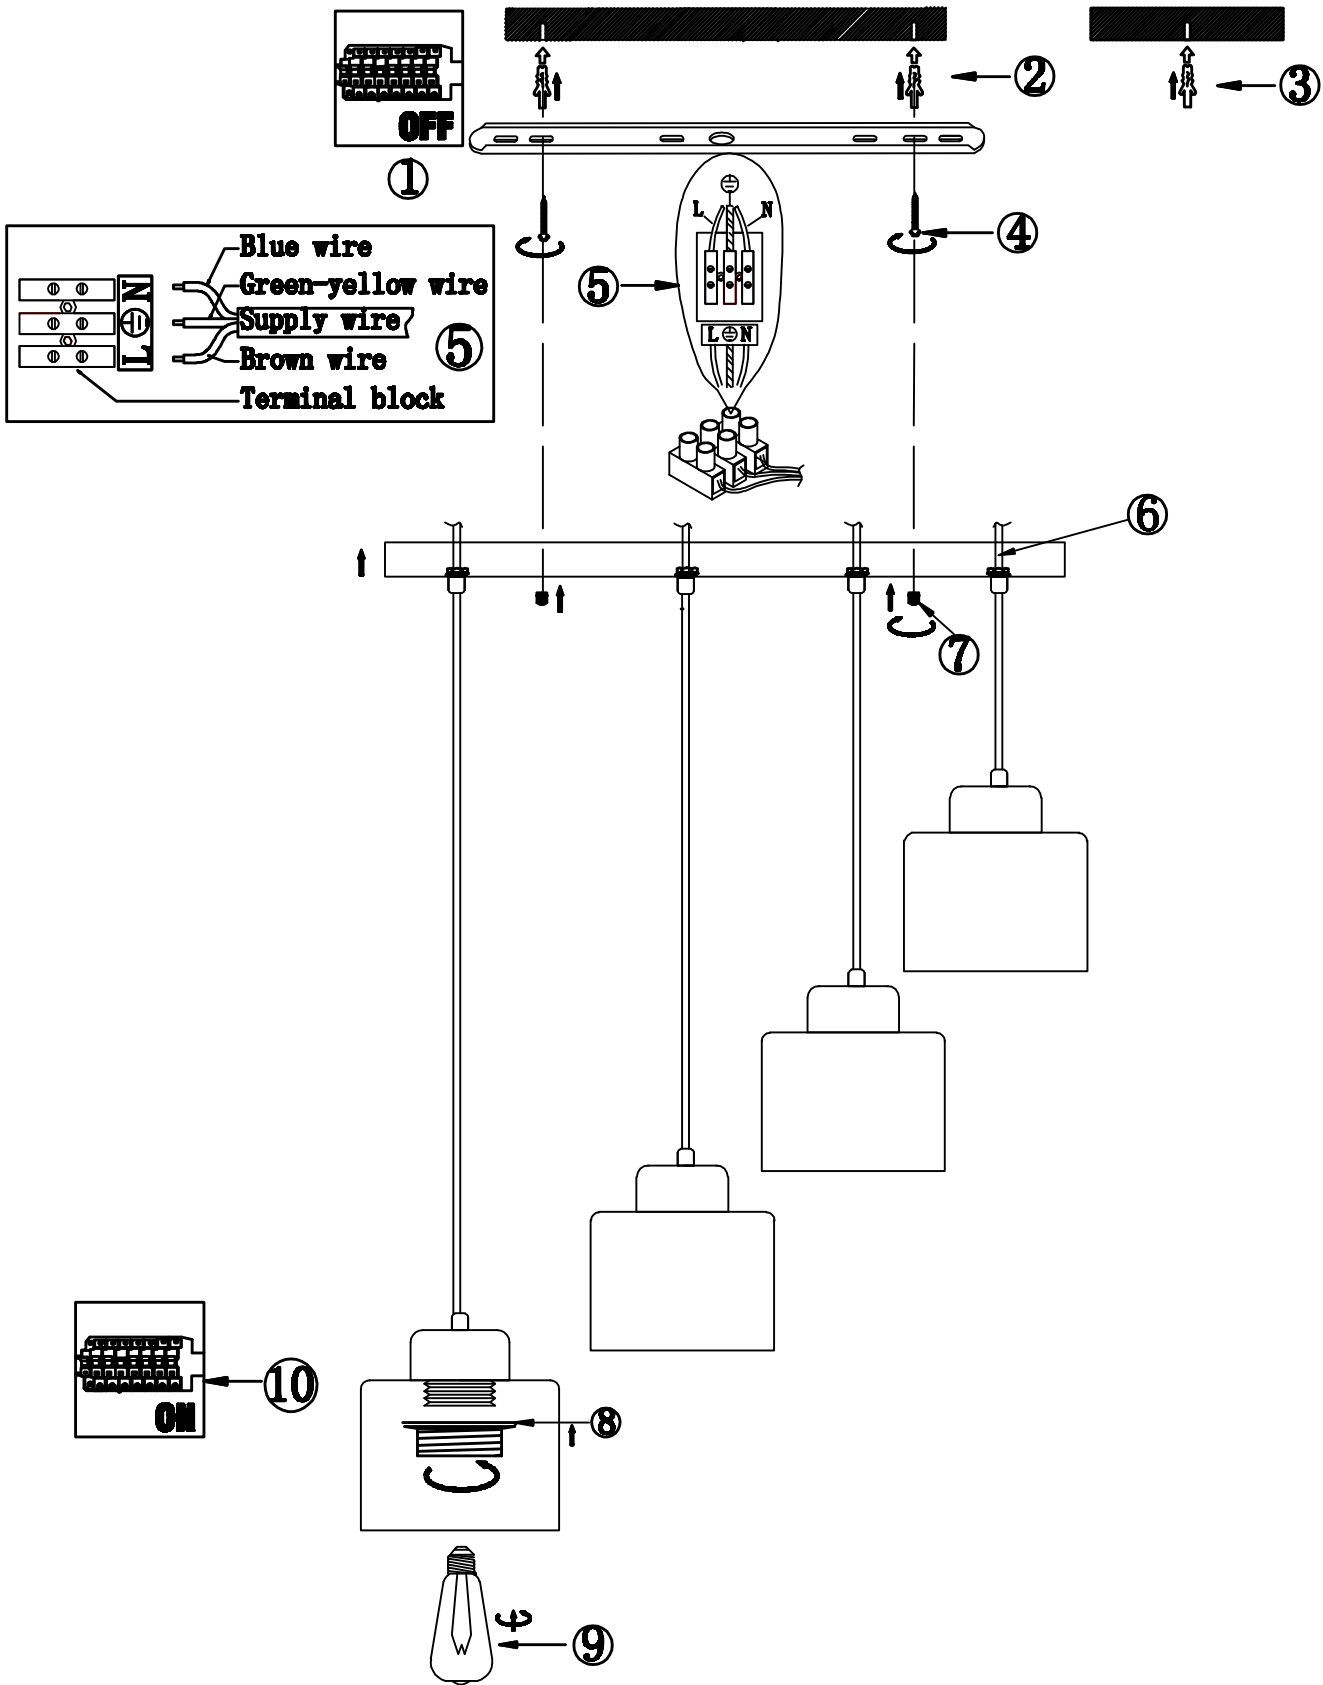 OFF
①
②
③
L N
④
⑤
L N
Blue wire
Green-yellow wire
Supply wire
Brown wire
Terminal block
N
L
⑤
⑥
⑦
⑧
⑨
⑩
ON